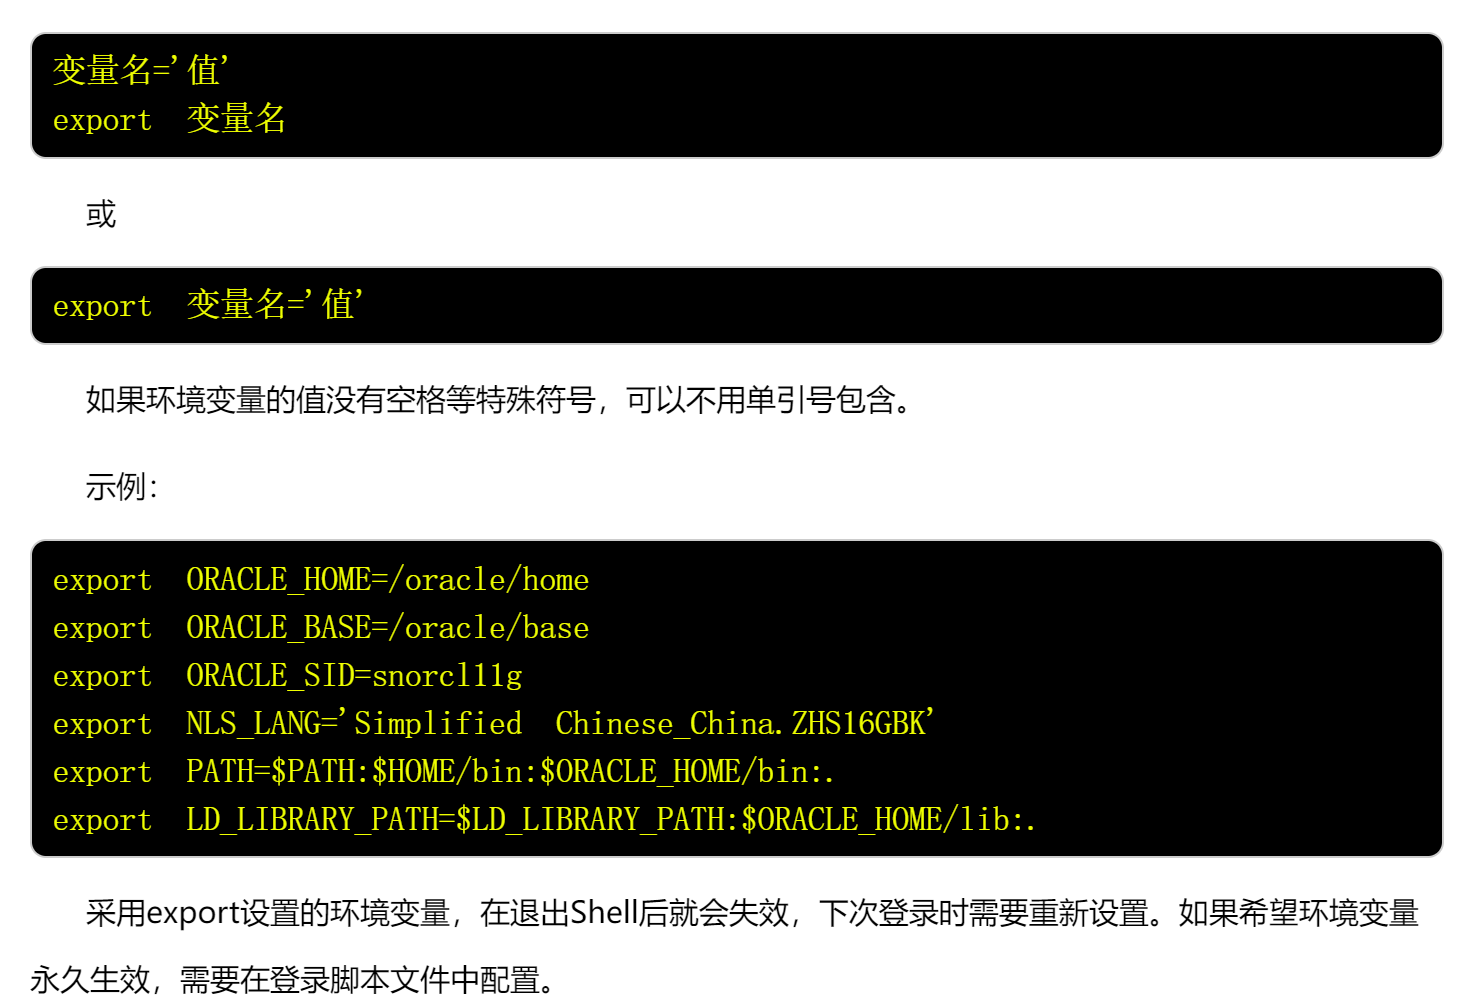 变量名='值'
export 变量名
或
export 变量名='值'
如果环境变量的值没有空格等特殊符号，可以不用单引号包含。
示例：
export ORACLE_HOME=/oracle/home
export ORACLE_BASE=/oracle/base
export ORACLE_SID=snorcl11g
export NLS_LANG='Simplified Chinese_China.ZHS16GBK'
export PATH=$PATH:$HOME/bin:$ORACLE_HOME/bin:.
export LD_LIBRARY_PATH=$LD_LIBRARY_PATH:$ORACLE_HOME/lib:.
采用export设置的环境变量，在退出Shell后就会失效，下次登录时需要重新设置。如果希望环境变量
永久生效，需要在登录脚本文件中配置。